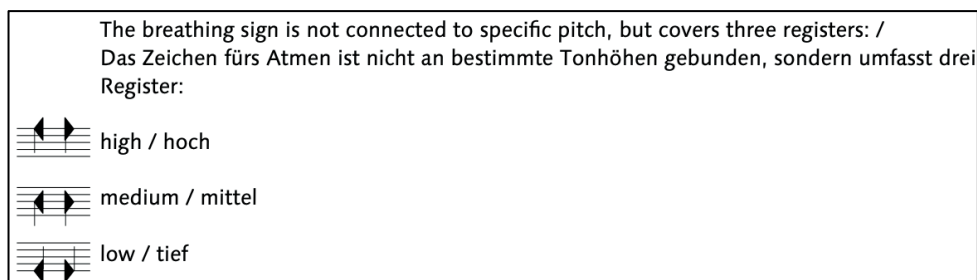 The breathing sign is not connected to specific pitch, but covers three registers: /
Das Zeichen fürs Atmen ist nicht an bestimmte Tonhöhen gebunden, sondern umfasst drei
Register:
high / hoch
medium / mittel
low / tief